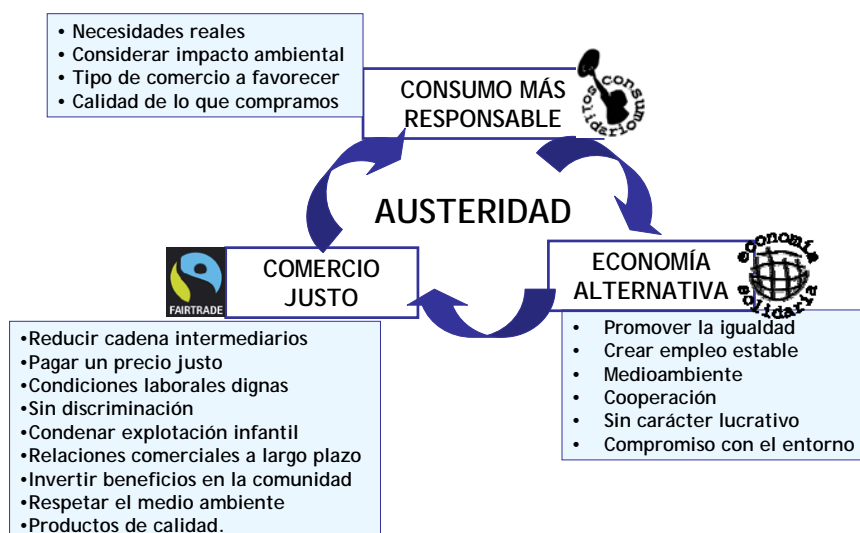 • Necesidades reales
• Considerar impacto ambiental
• Tipo de comercio a favorecer
• Calidad de lo que compramos
CONSUMO MÁS
RESPONSABLE
consumo
solidario
AUSTERIDAD
FAIRTRADE
COMERCIO
JUSTO
ECONOMÍA
ALTERNATIVA
economía
solidaria
•Reducir cadena intermediarios
•Pagar un precio justo
•Condiciones laborales dignas
•Sin discriminación
•Condenar explotación infantil
•Relaciones comerciales a largo plazo
•Invertir beneficios en la comunidad
•Respetar el medio ambiente
•Productos de calidad.
• Promover la igualdad
• Crear empleo estable
• Medioambiente
• Cooperación
• Sin carácter lucrativo
• Compromiso con el entorno